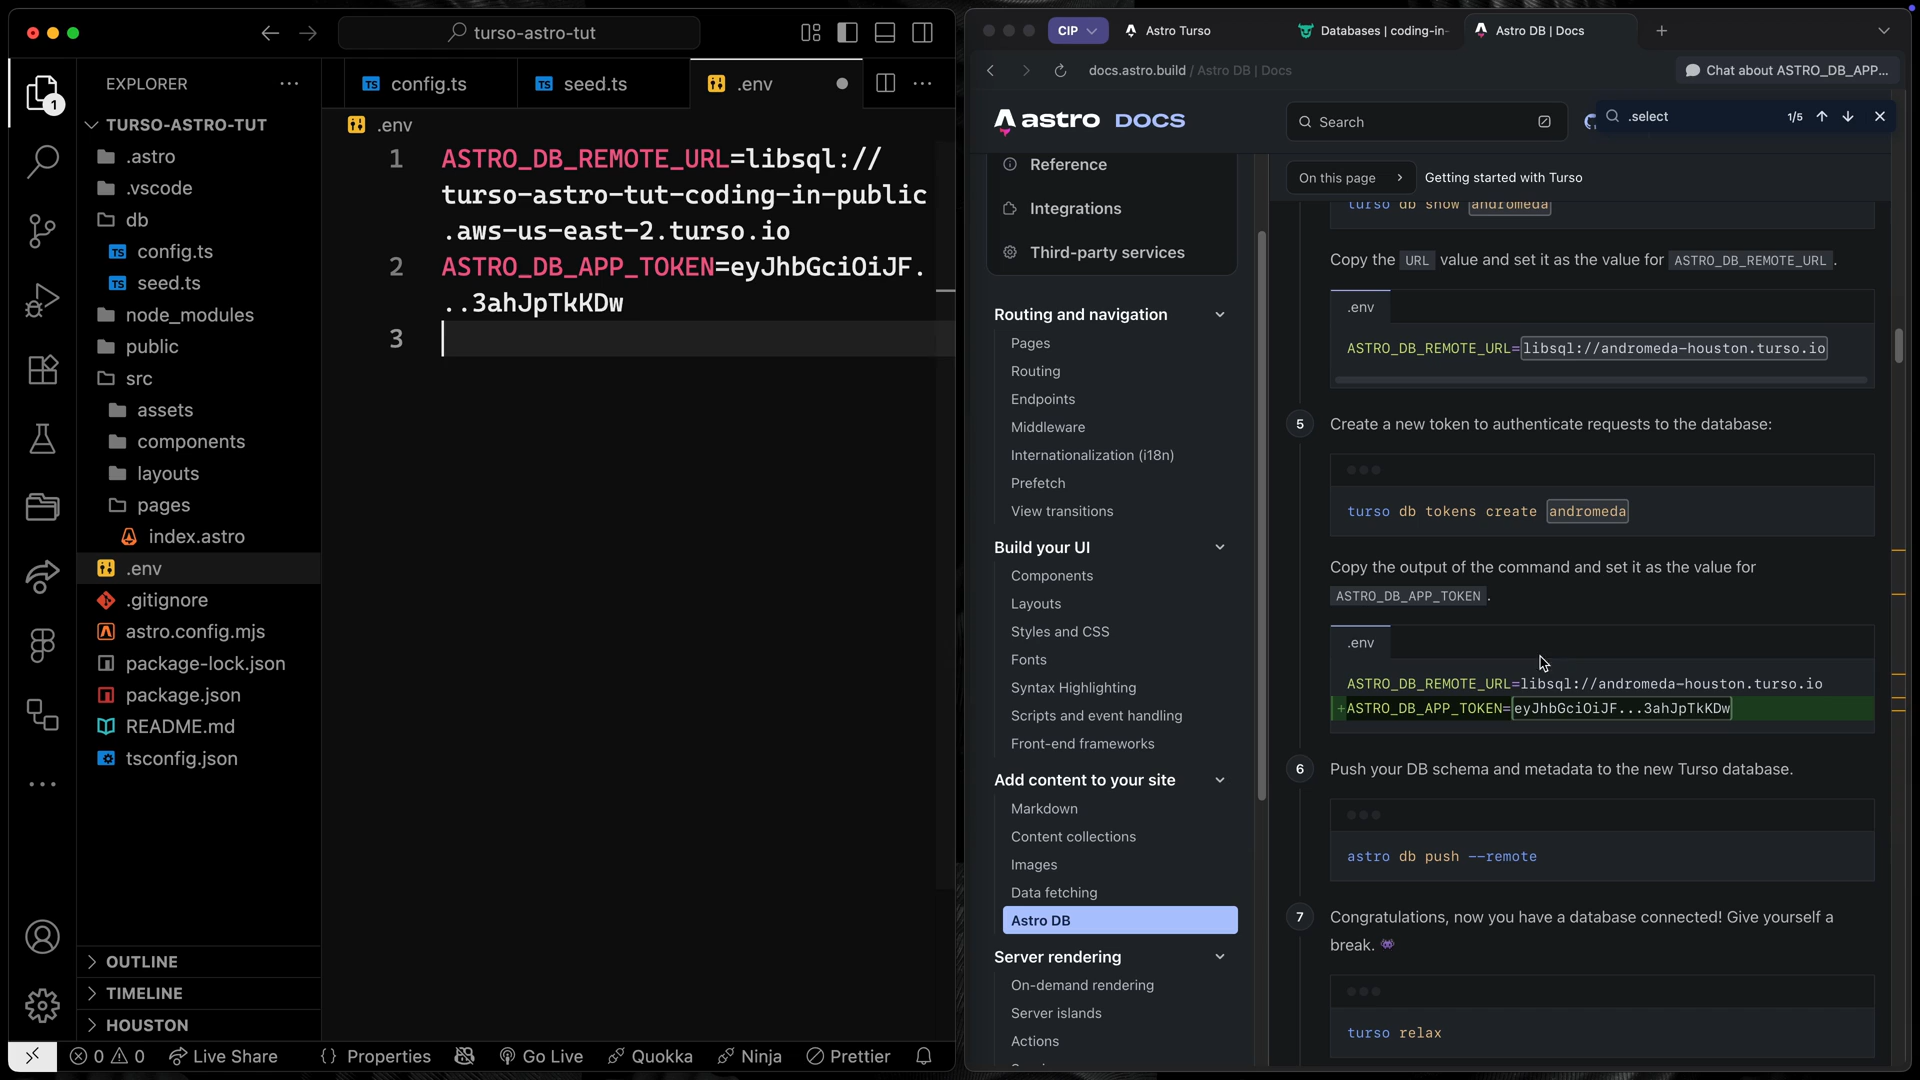 turso-astro-tut
EXPLORER
TURSO-ASTRO-TUT
.astro
.vscode
db
config.ts
seed.ts
node_modules
public
src
assets
components
layouts
pages
index.astro
.env
.gitignore
astro.config.mjs
package-lock.json
package.json
README.md
tsconfig.json
OUTLINE
TIMELINE
HOUSTON
1
config.ts
seed.ts
.env
.env
1 ASTRO_DB_REMOTE_URL=libsql://
turso-astro-tut-coding-in-public
.aws-us-east-2.turso.io
2 ASTRO_DB_APP_TOKEN=eyJhbGciOiJF.
..3ahJpTkKDw
3
0 0 Live Share {} Properties Go Live Quokka Ninja Prettier
CIP Astro Turso Databases | coding-in- Astro DB | Docs
docs.astro.build / Astro DB | Docs Chat about ASTRO_DB_APP...
astro DOCS Search
.select 1/5
Reference
Integrations
Third-party services
Routing and navigation
Pages
Routing
Endpoints
Middleware
Internationalization (i18n)
Prefetch
View transitions
Build your UI
Components
Layouts
Styles and CSS
Fonts
Syntax Highlighting
Scripts and event handling
Front-end frameworks
Add content to your site
Markdown
Content collections
Images
Data fetching
Astro DB
Server rendering
On-demand rendering
Server islands
Actions
On this page > Getting started with Turso
turso db show andromeda
Copy the URL value and set it as the value for ASTRO_DB_REMOTE_URL .
.env
ASTRO_DB_REMOTE_URL=libsql://andromeda-houston.turso.io
5 Create a new token to authenticate requests to the database:
turso db tokens create andromeda
Copy the output of the command and set it as the value for
ASTRO_DB_APP_TOKEN .
.env
ASTRO_DB_REMOTE_URL=libsql://andromeda-houston.turso.io
+ASTRO_DB_APP_TOKEN=eyJhbGciOiJF...3ahJpTkKDw
6 Push your DB schema and metadata to the new Turso database.
astro db push --remote
7 Congratulations, now you have a database connected! Give yourself a
break. 👾
turso relax